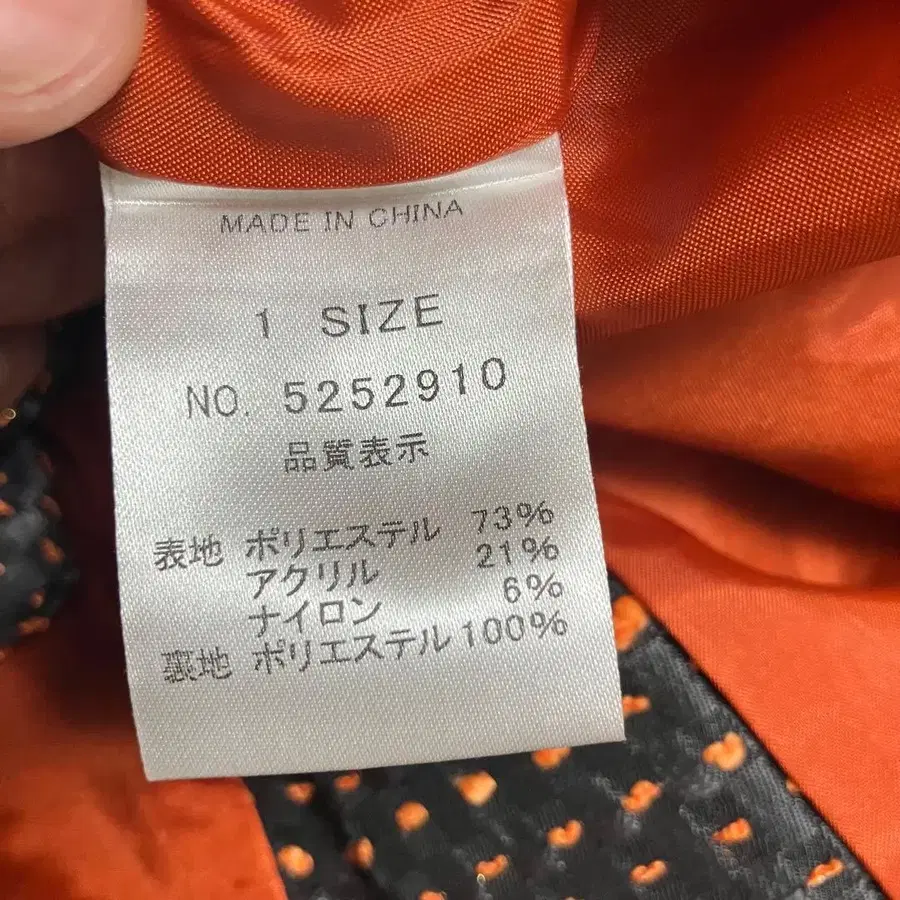 MADE IN CHINA
1 SIZE
NO. 5252910
品質表示
表地 ポリエステル 73%
アクリル 21%
ナイロン 6%
裏地 ポリエステル 100%